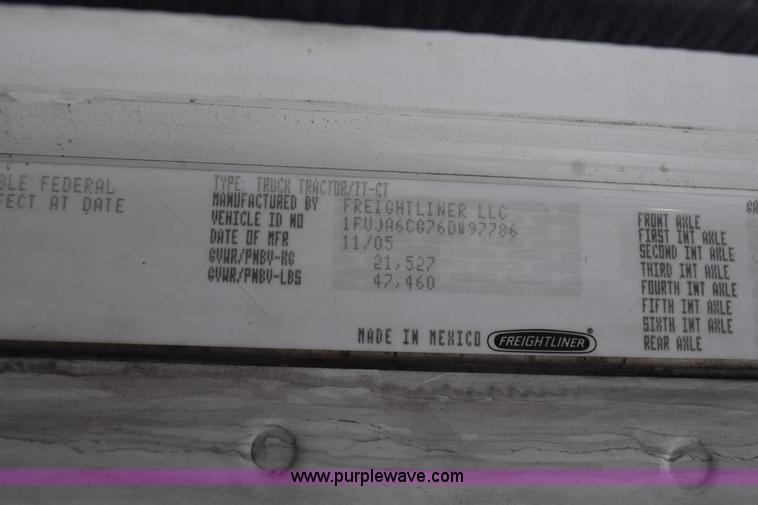 BLE FEDERAL
FECT AT DATE
TYPE: TRUCK TRACTOR/TT-CT
MANUFACTURED BY FREIGHTLINER LLC
VEHICLE ID NO 1FUJA6CG76DW97786
DATE OF MFR 11/05
GVWR/PNBV-KG 21,527
GVWR/PNBV-LBS 47,460
MADE IN MEXICO FREIGHTLINER®
GA
FRONT AXLE
FIRST INT AXLE
SECOND INT AXLE
THIRD INT AXLE
FOURTH INT AXLE
FIFTH INT AXLE
SIXTH INT AXLE
REAR AXLE
www.purplewave.com